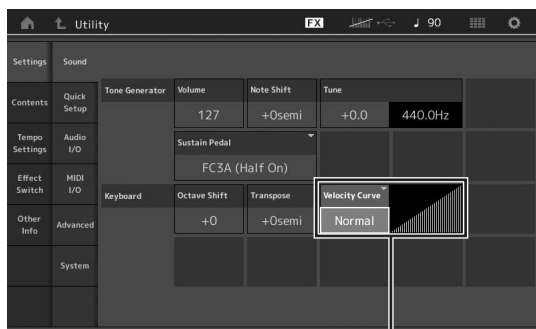 Utility
FX
♩ 90
Settings
Sound
Contents
Quick
Setup
Tempo
Settings
Audio
I/O
Effect
Switch
MIDI
I/O
Other
Info
Advanced
System
Tone Generator
Volume
Note Shift
Tune
127
+0semi
+0.0
440.0Hz
Sustain Pedal
FC3A (Half On)
Keyboard
Octave Shift
Transpose
Velocity Curve
+0
+0semi
Normal